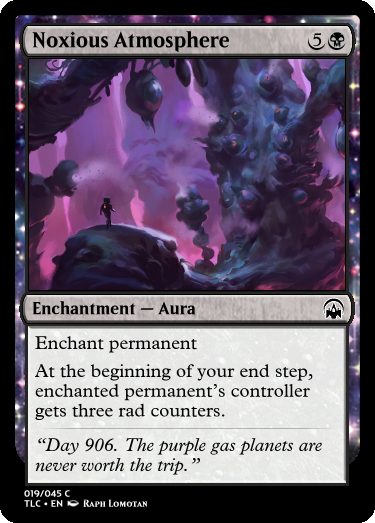 Noxious Atmosphere 5
Enchantment — Aura
Enchant permanent
At the beginning of your end step,
enchanted permanent's controller
gets three rad counters.
“Day 906. The purple gas planets are
never worth the trip.”
019/045 C
TLC • EN Raph Lomotan